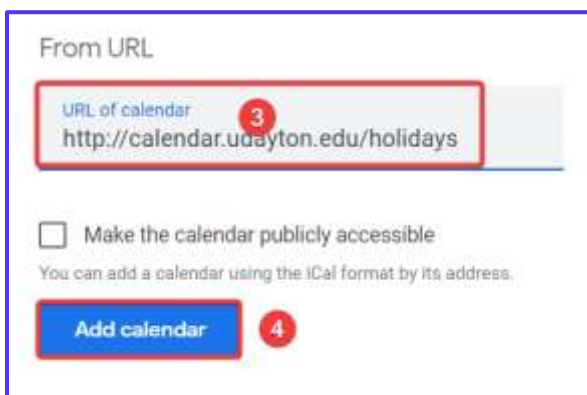 From URL
URL of calendar
3
http://calendar.udayton.edu/holidays
Make the calendar publicly accessible
You can add a calendar using the iCal format by its address.
Add calendar
4